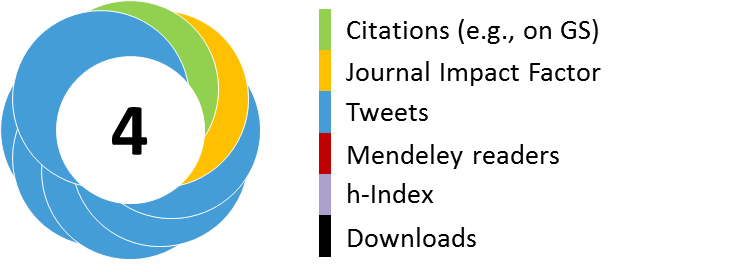 4
Citations (e.g., on GS)
Journal Impact Factor
Tweets
Mendeley readers
h-Index
Downloads